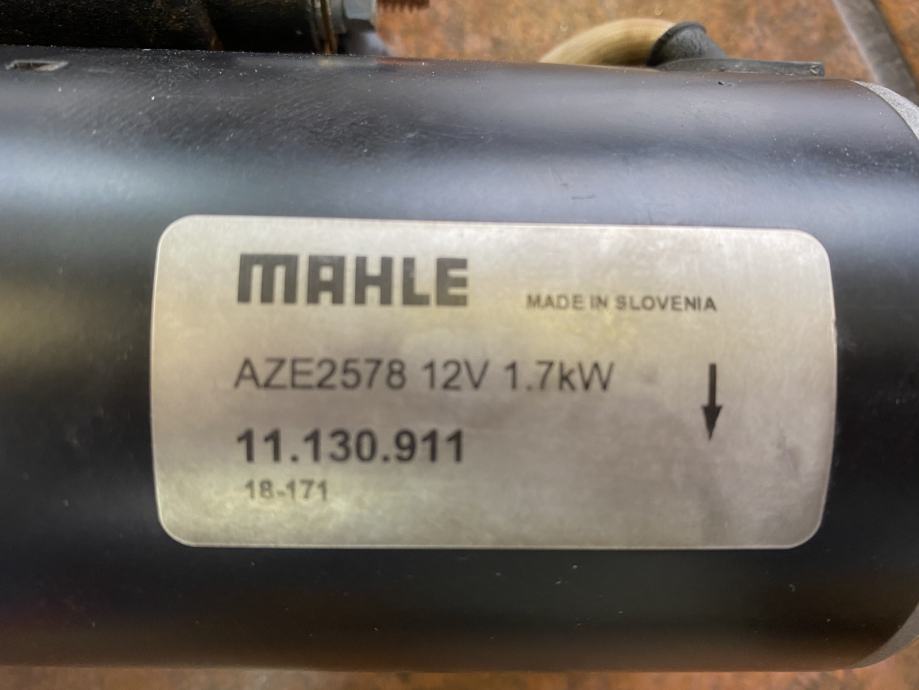 MAHLE
MADE IN SLOVENIA
AZE2578 12V 1.7kW
11.130.911
18-171